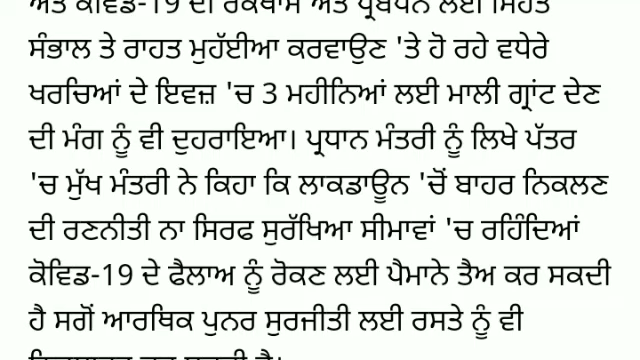 ਅਤੇ ਕੋਵਿਡ-19 ਦੀ ਰੋਕਥਾਮ ਅਤੇ ਪ੍ਰਬੰਧਨ ਲਈ ਸਿਹਤ
ਸੰਭਾਲ ਤੇ ਰਾਹਤ ਮੁਹੱਈਆ ਕਰਵਾਉਣ 'ਤੇ ਹੋ ਰਹੇ ਵਧੇਰੇ
ਖਰਚਿਆਂ ਦੇ ਇਵਜ਼ 'ਚ 3 ਮਹੀਨਿਆਂ ਲਈ ਮਾਲੀ ਗ੍ਰਾਂਟ ਦੇਣ
ਦੀ ਮੰਗ ਨੂੰ ਵੀ ਦੁਹਰਾਇਆ। ਪ੍ਰਧਾਨ ਮੰਤਰੀ ਨੂੰ ਲਿਖੇ ਪੱਤਰ
'ਚ ਮੁੱਖ ਮੰਤਰੀ ਨੇ ਕਿਹਾ ਕਿ ਲਾਕਡਾਊਨ 'ਚੋਂ ਬਾਹਰ ਨਿਕਲਣ
ਦੀ ਰਣਨੀਤੀ ਨਾ ਸਿਰਫ ਸੁਰੱਖਿਆ ਸੀਮਾਵਾਂ 'ਚ ਰਹਿੰਦਿਆਂ
ਕੋਵਿਡ-19 ਦੇ ਫੈਲਾਅ ਨੂੰ ਰੋਕਣ ਲਈ ਪੈਮਾਨੇ ਤੈਅ ਕਰ ਸਕਦੀ
ਹੈ ਸਗੋਂ ਆਰਥਿਕ ਪੁਨਰ ਸੁਰਜੀਤੀ ਲਈ ਰਸਤੇ ਨੂੰ ਵੀ